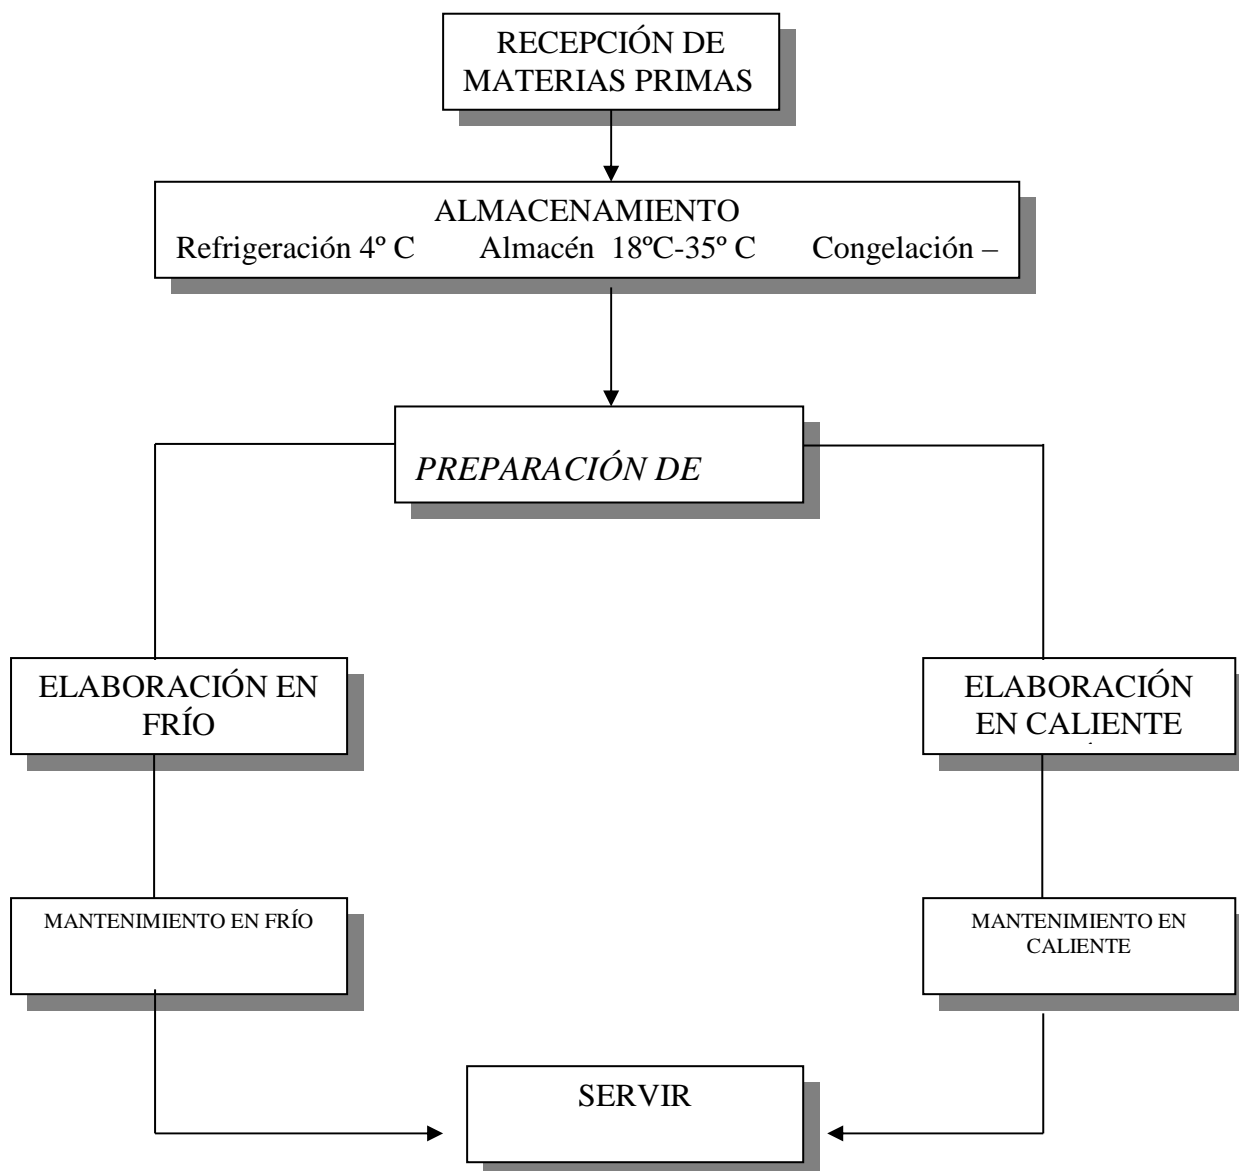 RECEPCIÓN DE
MATERIAS PRIMAS
ALMACENAMIENTO
Refrigeración 4º C Almacén 18ºC-35º C Congelación –
PREPARACIÓN DE
ELABORACIÓN EN
FRÍO
ELABORACIÓN
EN CALIENTE
MANTENIMIENTO EN FRÍO
MANTENIMIENTO EN
CALIENTE
SERVIR